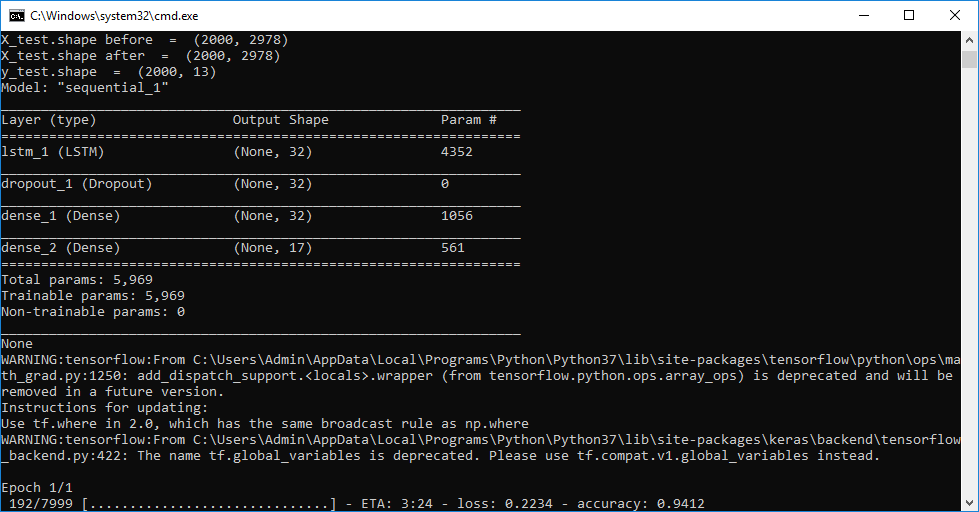 C:\Windows\system32\cmd.exe
X_test.shape before  =  (2000, 2978)
X_test.shape after  =  (2000, 2978)
y_test.shape  =  (2000, 13)
Model: "sequential_1"
_________________________________________________________________
Layer (type)                 Output Shape              Param #
=================================================================
lstm_1 (LSTM)                (None, 32)                4352
_________________________________________________________________
dropout_1 (Dropout)          (None, 32)                0
_________________________________________________________________
dense_1 (Dense)              (None, 32)                1056
_________________________________________________________________
dense_2 (Dense)              (None, 17)                561
=================================================================
Total params: 5,969
Trainable params: 5,969
Non-trainable params: 0
_________________________________________________________________
None
WARNING:tensorflow:From C:\Users\Admin\AppData\Local\Programs\Python\Python37\lib\site-packages\tensorflow\python\ops\ma
th_grad.py:1250: add_dispatch_support.<locals>.wrapper (from tensorflow.python.ops.array_ops) is deprecated and will be
removed in a future version.
Instructions for updating:
Use tf.where in 2.0, which has the same broadcast rule as np.where
WARNING:tensorflow:From C:\Users\Admin\AppData\Local\Programs\Python\Python37\lib\site-packages\keras\backend\tensorflow
_backend.py:422: The name tf.global_variables is deprecated. Please use tf.compat.v1.global_variables instead.

Epoch 1/1
 192/7999 [..............................] - ETA: 3:24 - loss: 0.2234 - accuracy: 0.9412